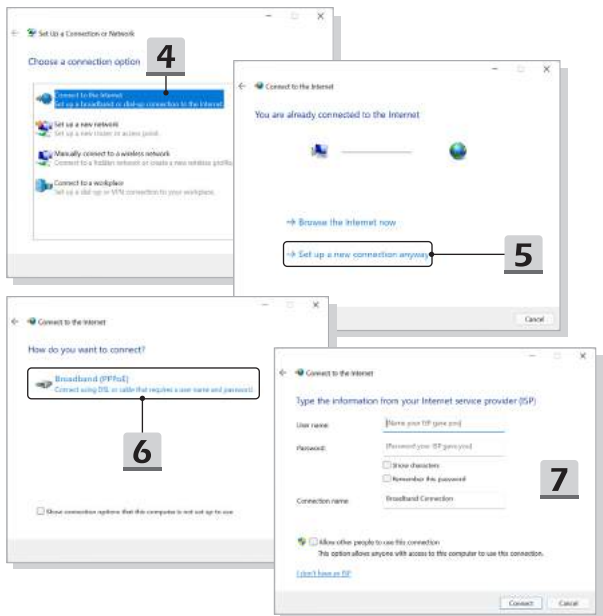 Set Up a Connection or Network
Choose a connection option
4
Connect to the Internet
Set up a broadband or dial-up connection to the Internet.
Set up a new network
Set up a new router or access point.
Manually connect to a wireless network
Connect to a hidden network or create a new wireless profile.
Connect to a workplace
Set up a dial-up or VPN connection to your workplace.
Connect to the Internet
You are already connected to the Internet
Browse the Internet now
Set up a new connection anyway
5
Cancel
Connect to the Internet
How do you want to connect?
Broadband (PPPoE)
Connect using DSL or cable that requires a user name and password.
6
Show connection options that this computer is not set up to use
Connect to the Internet
Type the information from your Internet service provider (ISP)
User name:
[Name your ISP gave you]
Password:
[Password your ISP gave you]
Show characters
Remember this password
7
Connection name:
Broadband Connection
Allow other people to use this connection
This option allows anyone with access to this computer to use this connection.
I don't have an ISP
Connect
Cancel